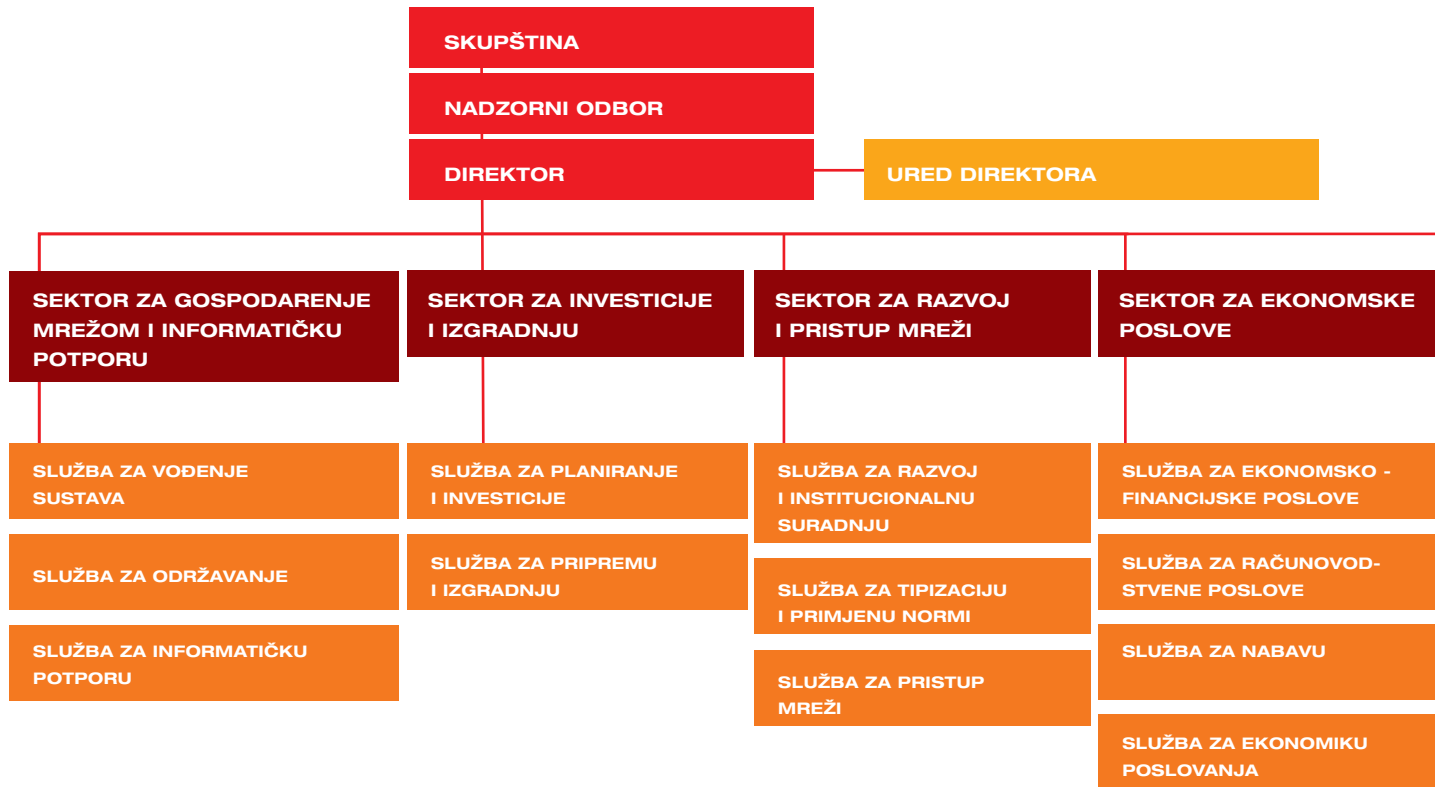 SKUPŠTINA
NADZORNI ODBOR
DIREKTOR
URED DIREKTORA
SEKTOR ZA GOSPODARENJE
MREŽOM I INFORMATIČKU
POTPORU
SLUŽBA ZA VOĐENJE
SUSTAVA
SLUŽBA ZA ODRŽAVANJE
SLUŽBA ZA INFORMATIČKU
POTPORU
SEKTOR ZA INVESTICIJE
I IZGRADNJU
SLUŽBA ZA PLANIRANJE
I INVESTICIJE
SLUŽBA ZA PRIPREMU
I IZGRADNJU
SEKTOR ZA RAZVOJ
I PRISTUP MREŽI
SLUŽBA ZA RAZVOJ
I INSTITUCIONALNU
SURADNJU
SLUŽBA ZA TIPIZACIJU
I PRIMJENU NORMI
SLUŽBA ZA PRISTUP
MREŽI
SEKTOR ZA EKONOMSKE
POSLOVE
SLUŽBA ZA EKONOMSKO -
FINANCIJSKE POSLOVE
SLUŽBA ZA RAČUNOVOD-
STVENE POSLOVE
SLUŽBA ZA NABAVU
SLUŽBA ZA EKONOMIKU
POSLOVANJA